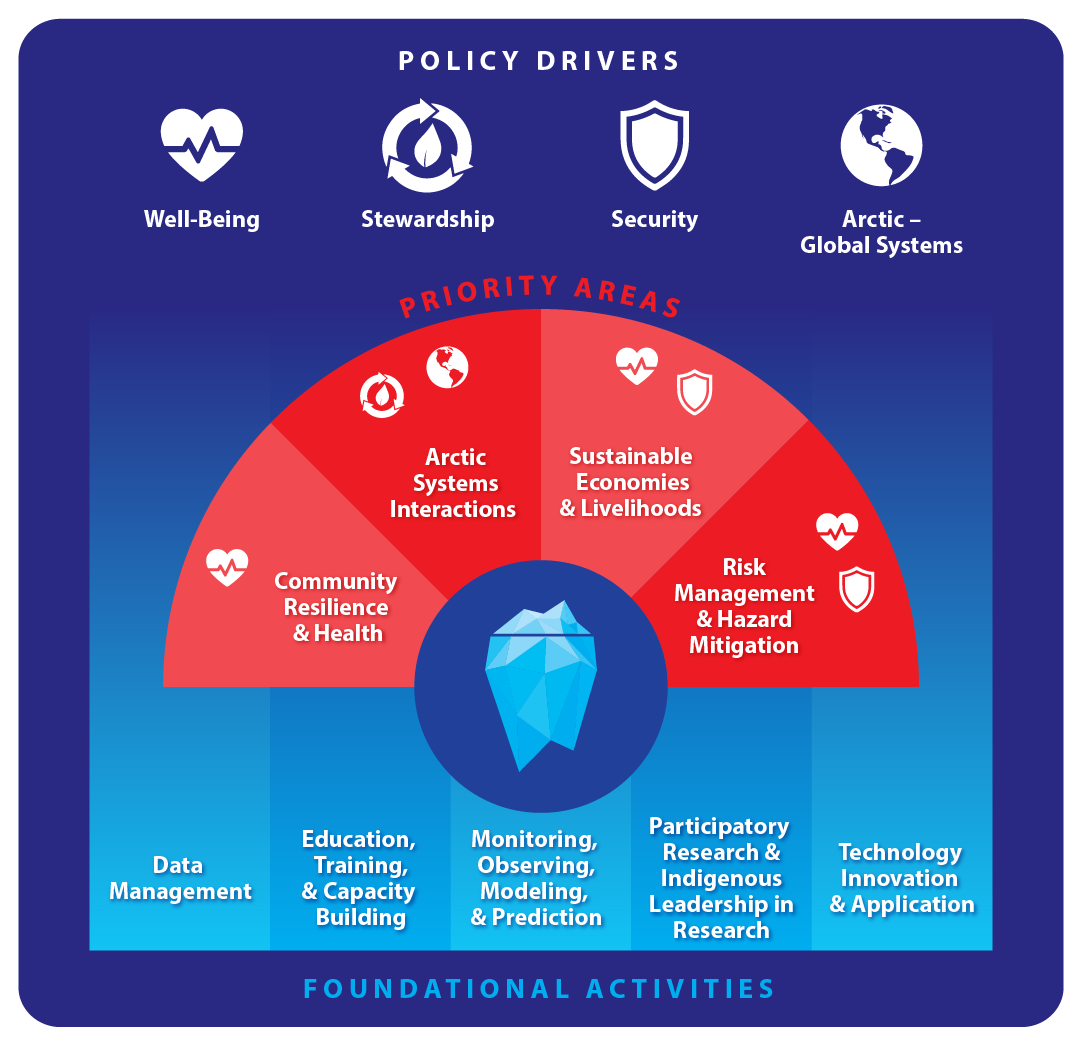 POLICY DRIVERS
Well-Being
Stewardship
Security
Arctic –
Global Systems
PRIORITY AREAS
Community
Resilience
& Health
Arctic
Systems
Interactions
Sustainable
Economies
& Livelihoods
Risk
Management
& Hazard
Mitigation
Data
Management
Education,
Training,
& Capacity
Building
Monitoring,
Observing,
Modeling,
& Prediction
Participatory
Research &
Indigenous
Leadership in
Research
Technology
Innovation
& Application
FOUNDATIONAL ACTIVITIES